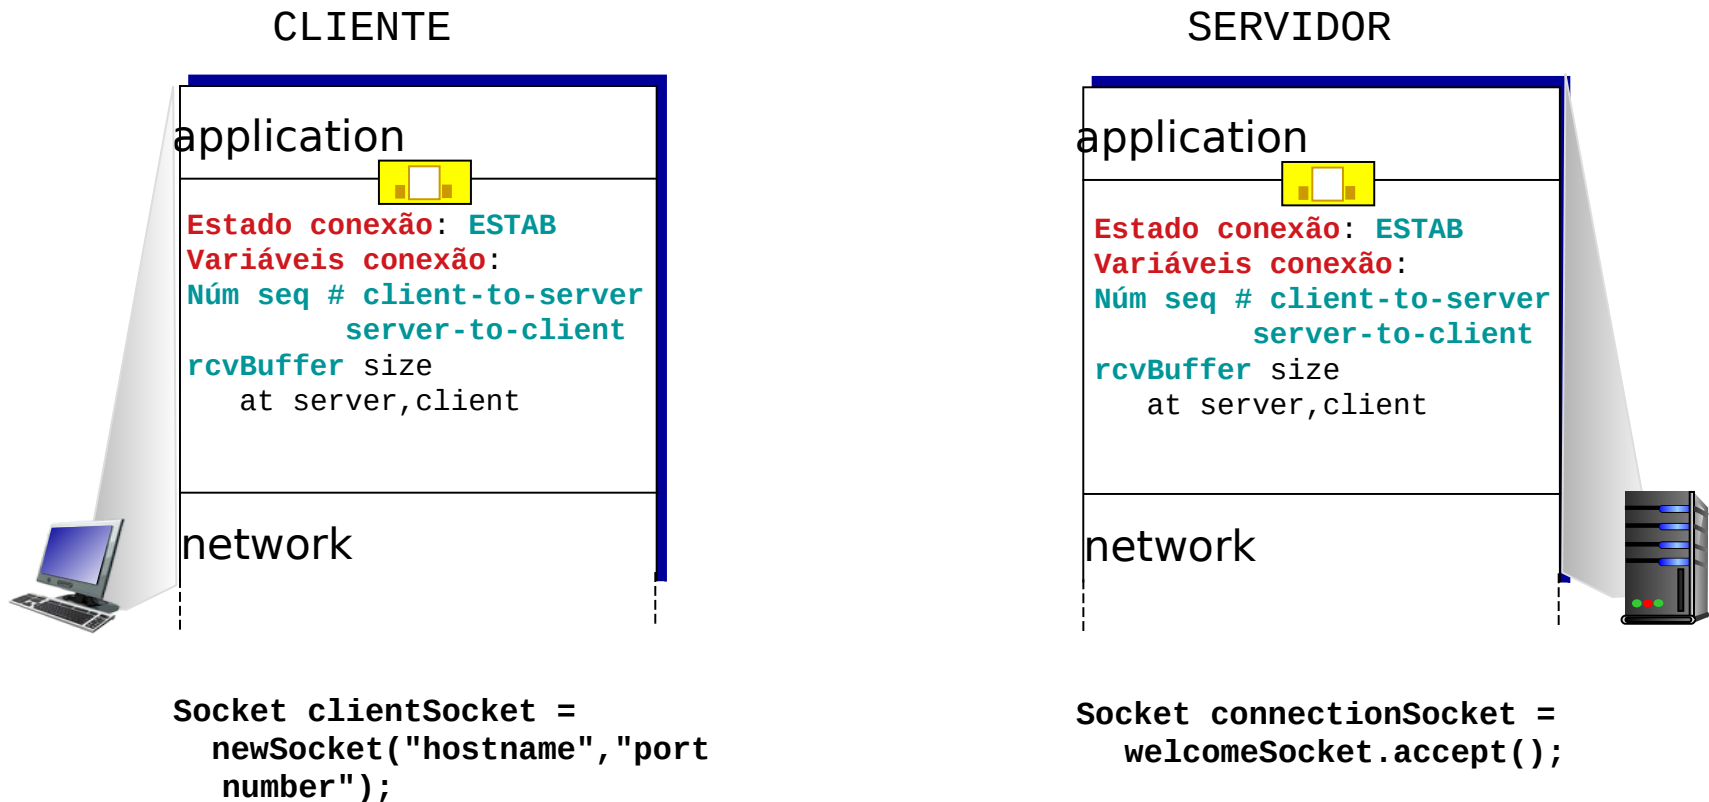 CLIENTE
application
Estado conexão: ESTAB
Variáveis conexão:
Núm seq # client-to-server
server-to-client
rcvBuffer size
at server,client
network
Socket clientSocket =
newSocket("hostname","port
number");
SERVIDOR
application
Estado conexão: ESTAB
Variáveis conexão:
Núm seq # client-to-server
server-to-client
rcvBuffer size
at server,client
network
Socket connectionSocket =
welcomeSocket.accept();